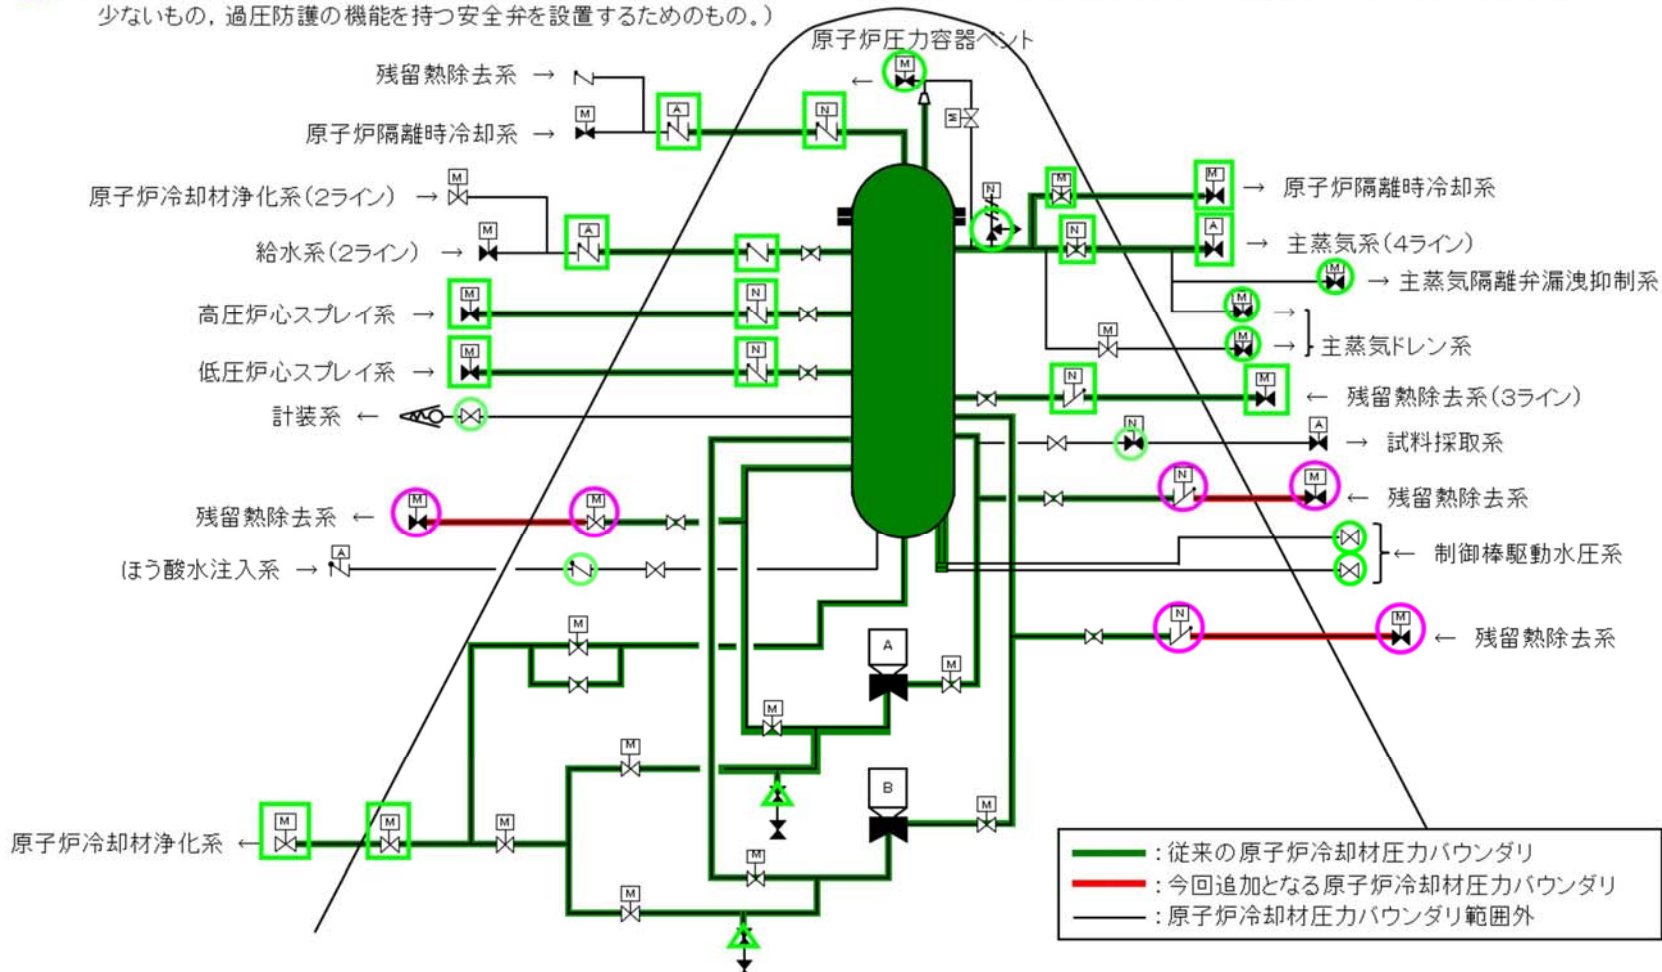 少ないもの，過圧防護の機能を持つ安全弁を設置するためのもの。）
原子炉圧力容器ベント
←
M
M
残留熱除去系 →
原子炉隔離時冷却系 →
M
A
N
原子炉冷却材浄化系(2ライン) →
M
給水系(2ライン) →
M
A
高圧炉心スプレイ系 →
M
N
低圧炉心スプレイ系 →
M
N
計装系 ←
残留熱除去系 ←
M
M
ほう酸水注入系 →
A
N
M
M
→ 原子炉隔離時冷却系
N
A
→ 主蒸気系(4ライン)
M
→ 主蒸気隔離弁漏洩抑制系
M
→
M
M
→
主蒸気ドレン系
N
M
← 残留熱除去系(3ライン)
N
A
→ 試料採取系
N
M
← 残留熱除去系
← 制御棒駆動水圧系
N
M
← 残留熱除去系
M
A
M
M
M
B
M
M
M
原子炉冷却材浄化系 ←
M
M
M
：従来の原子炉冷却材圧力バウンダリ
：今回追加となる原子炉冷却材圧力バウンダリ
：原子炉冷却材圧力バウンダリ範囲外